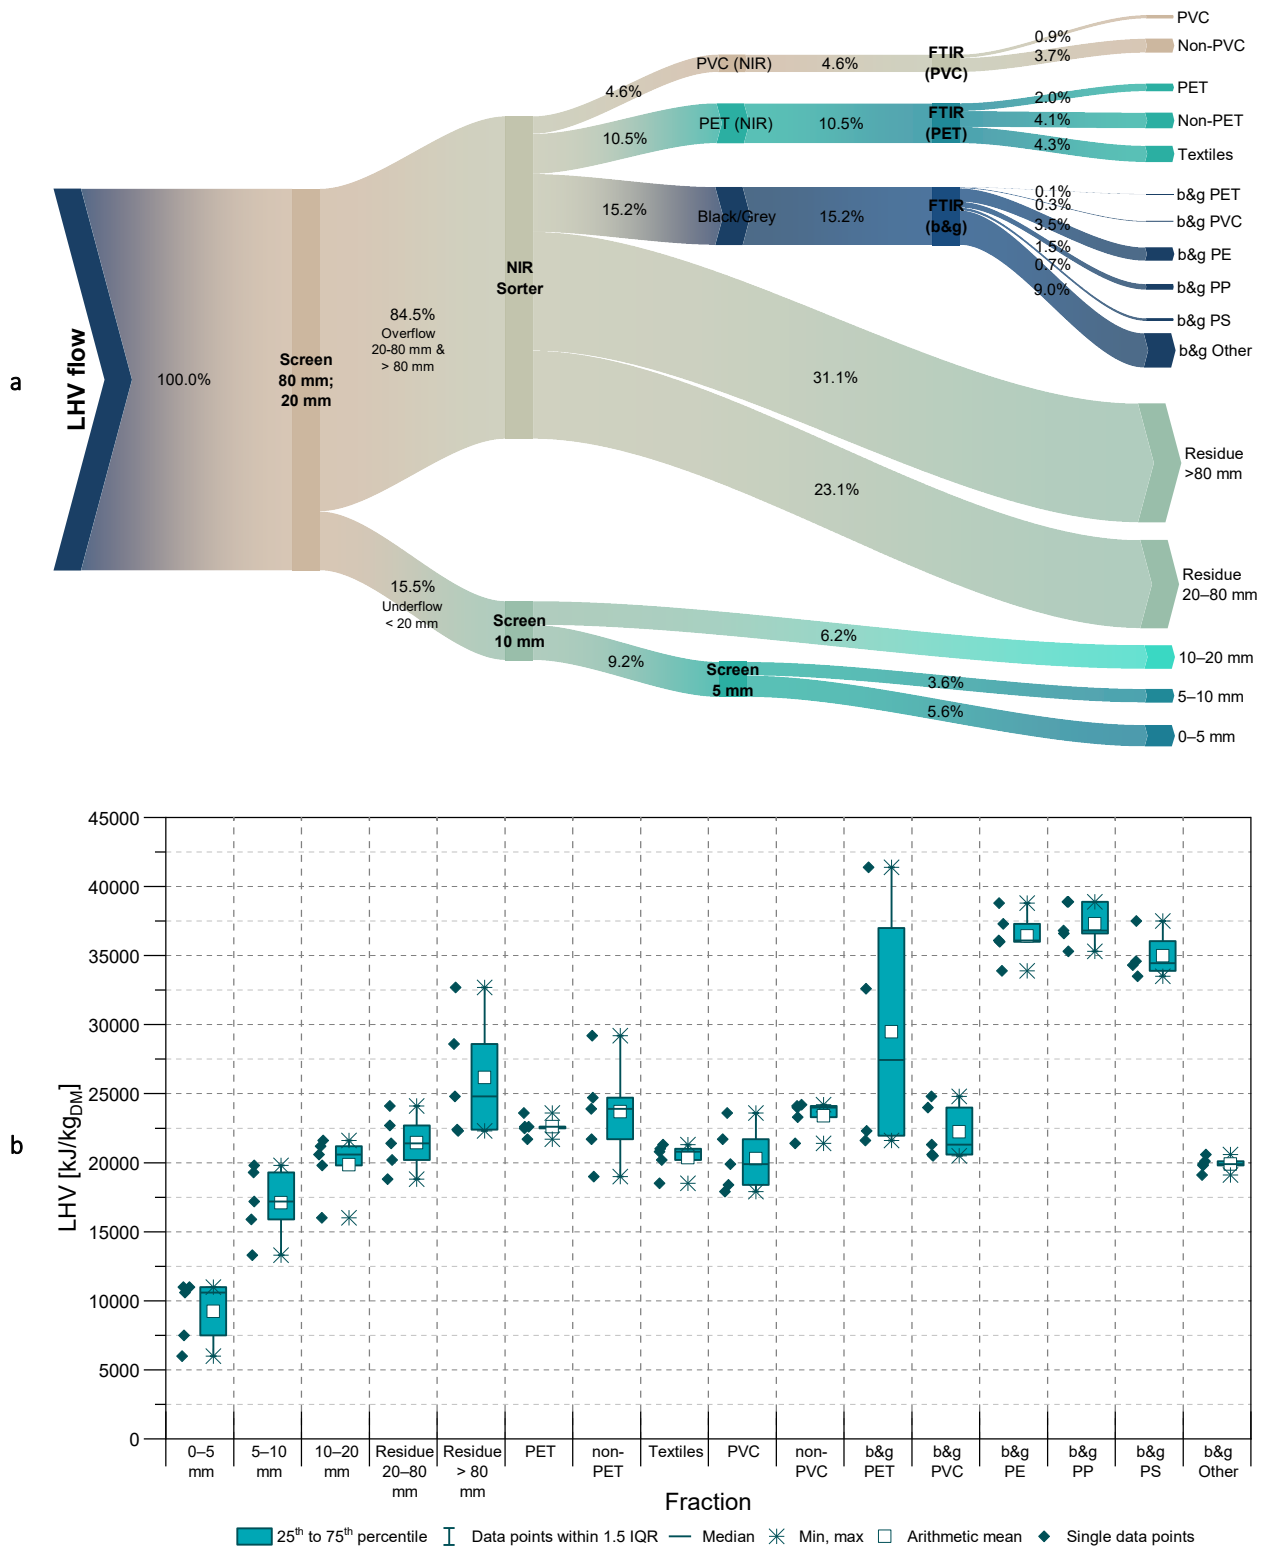 a
LHV flow
100.0%
Screen
80 mm;
20 mm
84.5%
Overflow
20-80 mm &
> 80 mm
15.5%
Underflow
< 20 mm
NIR
Sorter
Screen
10 mm
4.6%
10.5%
15.2%
31.1%
23.1%
6.2%
9.2%
PVC (NIR)
PET (NIR)
Black/Grey
Screen
5 mm
4.6%
10.5%
15.2%
3.6%
5.6%
FTIR
(PVC)
FTIR
(PET)
FTIR
(b&g)
0.9%
3.7%
2.0%
4.1%
4.3%
0.1%
0.3%
3.5%
1.5%
0.7%
9.0%
PVC
Non-PVC
PET
Non-PET
Textiles
b&g PET
b&g PVC
b&g PE
b&g PP
b&g PS
b&g Other
Residue
>80 mm
Residue
20–80 mm
10–20 mm
5–10 mm
0–5 mm
b
LHV [kJ/kgDM]
45000
40000
35000
30000
25000
20000
15000
10000
5000
0
0–5
mm
5–10
mm
10–20
mm
Residue
20–80
mm
Residue
> 80
mm
PET
non-
PET
Textiles
PVC
non-
PVC
b&g
PET
b&g
PVC
b&g
PE
b&g
PP
b&g
PS
b&g
Other
Fraction
25th to 75th percentile
Data points within 1.5 IQR
Median
Min, max
Arithmetic mean
Single data points